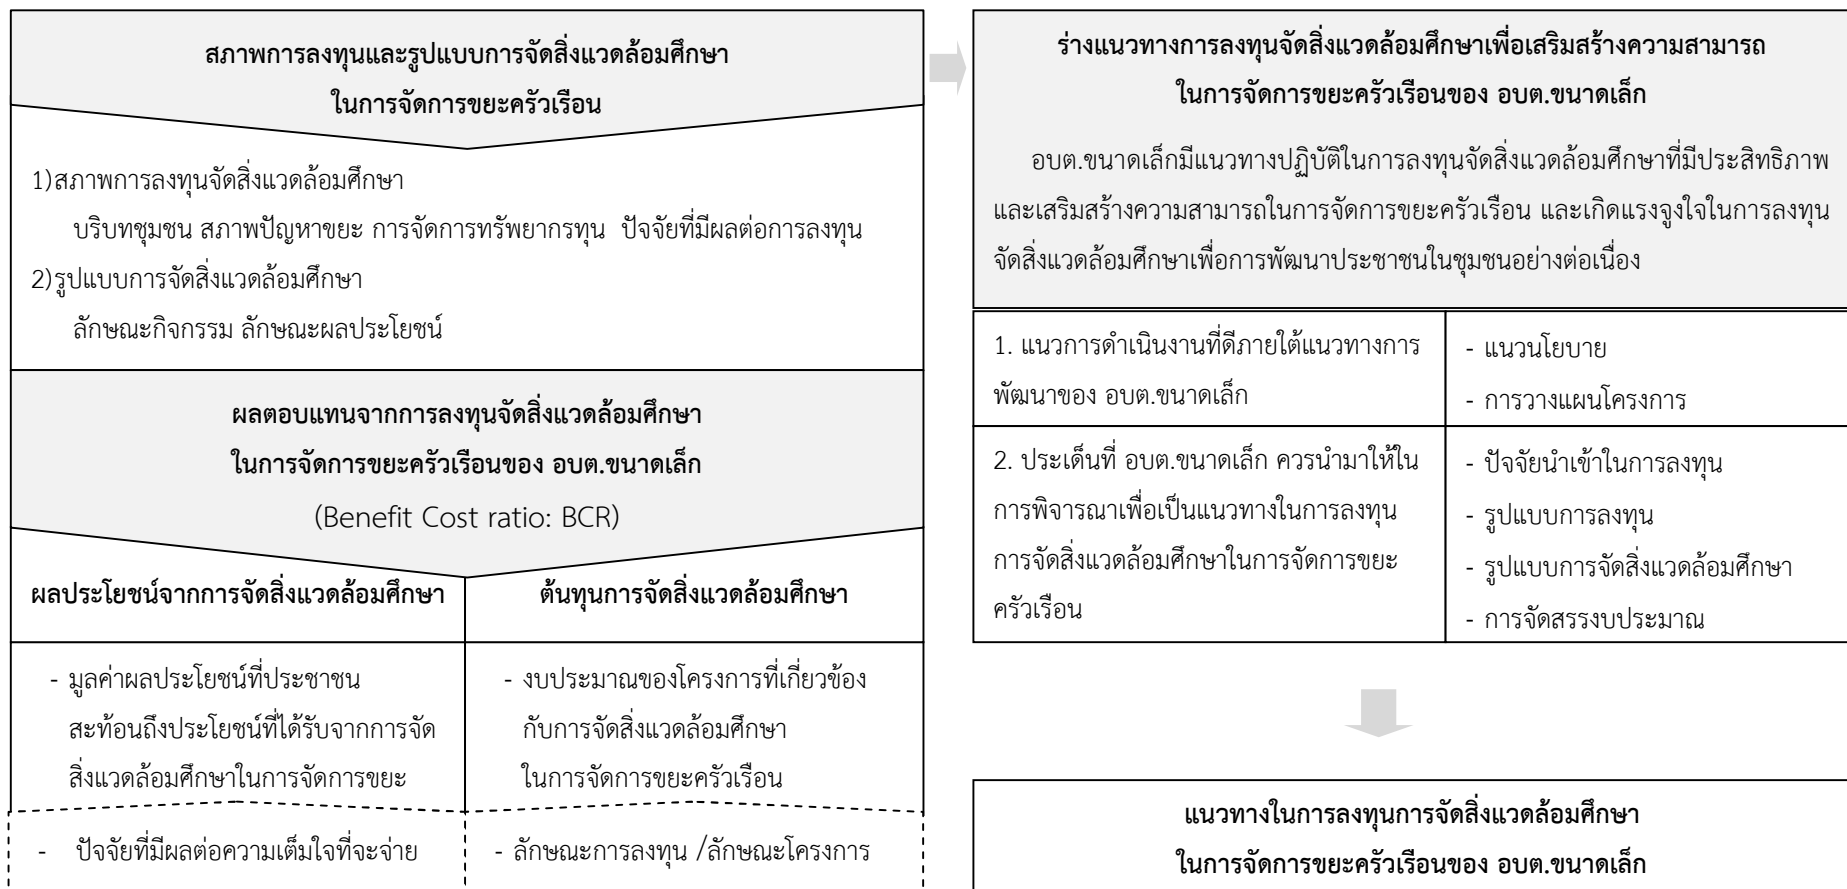 สภาพการลงทุนและรูปแบบการจัดสิ่งแวดล้อมศึกษา
ในการจัดการขยะครัวเรือน
1)สภาพการลงทุนจัดสิ่งแวดล้อมศึกษา
บริบทชุมชน สภาพปัญหาขยะ การจัดการทรัพยากรทุน ปัจจัยที่มีผลต่อการลงทุน
2)รูปแบบการจัดสิ่งแวดล้อมศึกษา
ลักษณะกิจกรรม ลักษณะผลประโยชน์
ผลตอบแทนจากการลงทุนจัดสิ่งแวดล้อมศึกษา
ในการจัดการขยะครัวเรือนของ อบต.ขนาดเล็ก
(Benefit Cost ratio: BCR)
ผลประโยชน์จากการจัดสิ่งแวดล้อมศึกษา
- มูลค่าผลประโยชน์ที่ประชาชน
สะท้อนถึงประโยชน์ที่ได้รับจากการจัด
สิ่งแวดล้อมศึกษาในการจัดการขยะ
- ปัจจัยที่มีผลต่อความเต็มใจที่จะจ่าย
ต้นทุนการจัดสิ่งแวดล้อมศึกษา
- งบประมาณของโครงการที่เกี่ยวข้อง
กับการจัดสิ่งแวดล้อมศึกษา
ในการจัดการขยะครัวเรือน
- ลักษณะการลงทุน /ลักษณะโครงการ
ร่างแนวทางการลงทุนจัดสิ่งแวดล้อมศึกษาเพื่อเสริมสร้างความสามารถ
ในการจัดการขยะครัวเรือนของ อบต.ขนาดเล็ก
อบต.ขนาดเล็กมีแนวทางปฏิบัติในการลงทุนจัดสิ่งแวดล้อมศึกษาที่มีประสิทธิภาพ
และเสริมสร้างความสามารถในการจัดการขยะครัวเรือน และเกิดแรงจูงใจในการลงทุน
จัดสิ่งแวดล้อมศึกษาเพื่อการพัฒนาประชาชนในชุมชนอย่างต่อเนื่อง
1. แนวการดำเนินงานที่ดีภายใต้แนวทางการ
พัฒนาของ อบต.ขนาดเล็ก
- แนวนโยบาย
- การวางแผนโครงการ
2. ประเด็นที่ อบต.ขนาดเล็ก ควรนำมาให้ใน
การพิจารณาเพื่อเป็นแนวทางในการลงทุน
การจัดสิ่งแวดล้อมศึกษาในการจัดการขยะ
ครัวเรือน
- ปัจจัยนำเข้าในการลงทุน
- รูปแบบการลงทุน
- รูปแบบการจัดสิ่งแวดล้อมศึกษา
- การจัดสรรงบประมาณ
แนวทางในการลงทุนการจัดสิ่งแวดล้อมศึกษา
ในการจัดการขยะครัวเรือนของ อบต.ขนาดเล็ก